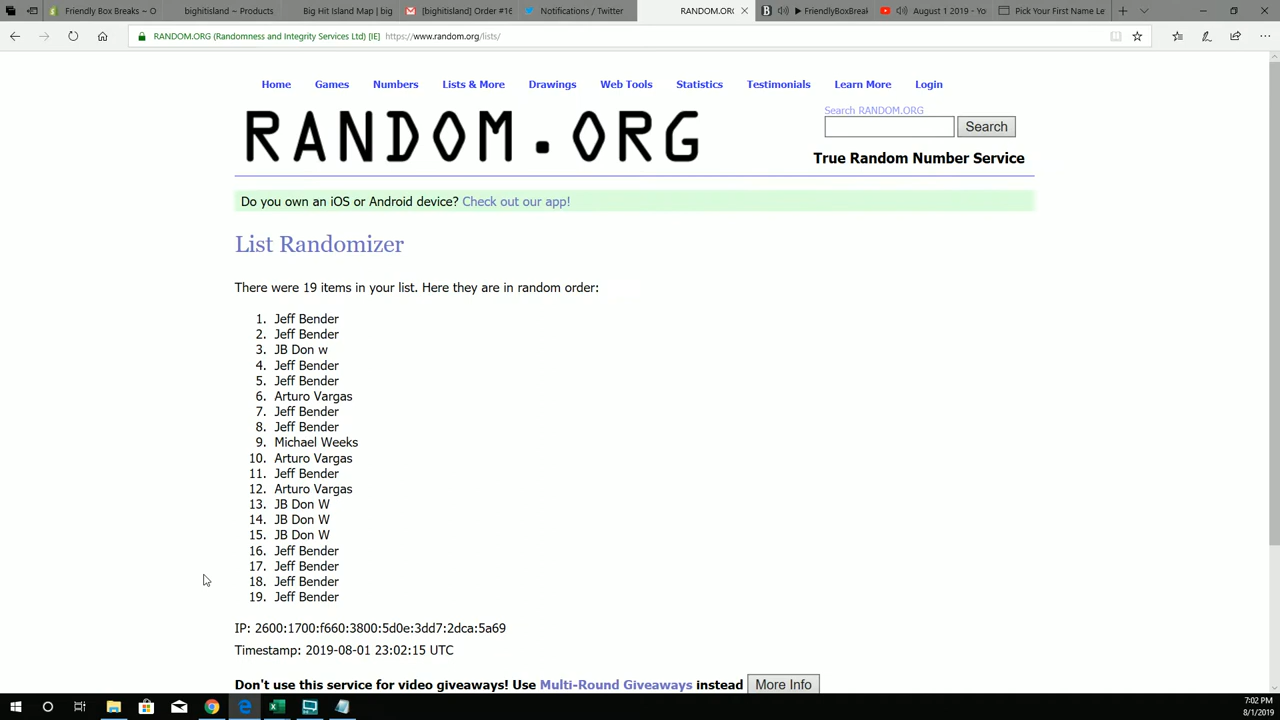 Friendly Box Breaks ~ O
bightitisland ~ Products
Big Hit Island Map | big
[bighitisland] Order #16
Notifications / Twitter
RANDOM.ORG
FriendlyBoxBreak
August 1 2019 - Yo
Pick Your First Name Le
RANDOM.ORG (Randomness and Integrity Services Ltd) [IE] https://www.random.org/lists/
Home Games Numbers Lists & More Drawings Web Tools Statistics Testimonials Learn More Login
RANDOM.ORG
Search RANDOM.ORG
Search
True Random Number Service
Do you own an iOS or Android device? Check out our app!
List Randomizer
There were 19 items in your list. Here they are in random order:
1. Jeff Bender
2. Jeff Bender
3. JB Don w
4. Jeff Bender
5. Jeff Bender
6. Arturo Vargas
7. Jeff Bender
8. Jeff Bender
9. Michael Weeks
10. Arturo Vargas
11. Jeff Bender
12. Arturo Vargas
13. JB Don W
14. JB Don W
15. JB Don W
16. Jeff Bender
17. Jeff Bender
18. Jeff Bender
19. Jeff Bender
IP: 2600:1700:f660:3800:5d0e:3dd7:2dca:5a69
Timestamp: 2019-08-01 23:02:15 UTC
Don't use this service for video giveaways! Use Multi-Round Giveaways instead More Info
7:02 PM
8/1/2019